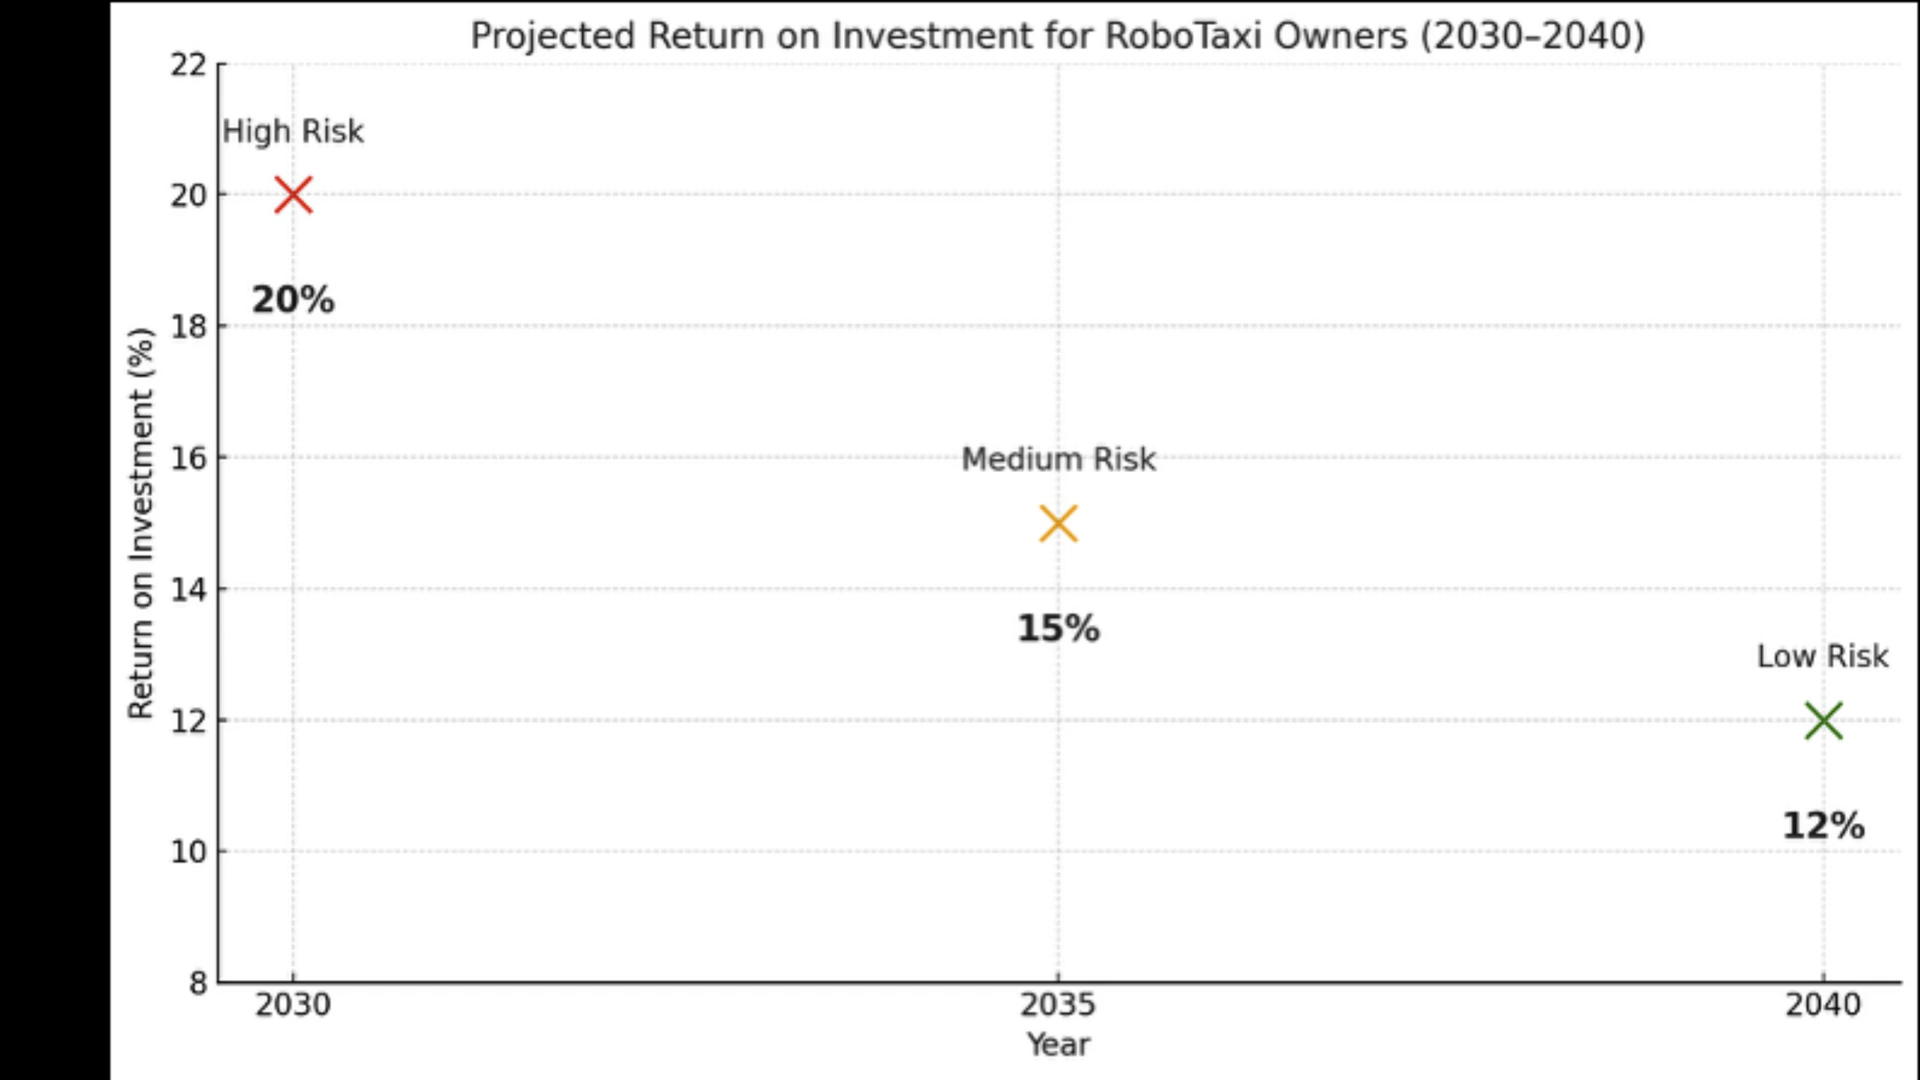 Projected Return on Investment for RoboTaxi Owners (2030–2040)
22
High Risk
20
20%
18
Return on Investment (%)
16
Medium Risk
14
15%
Low Risk
12
12%
10
8
2030
2035
2040
Year